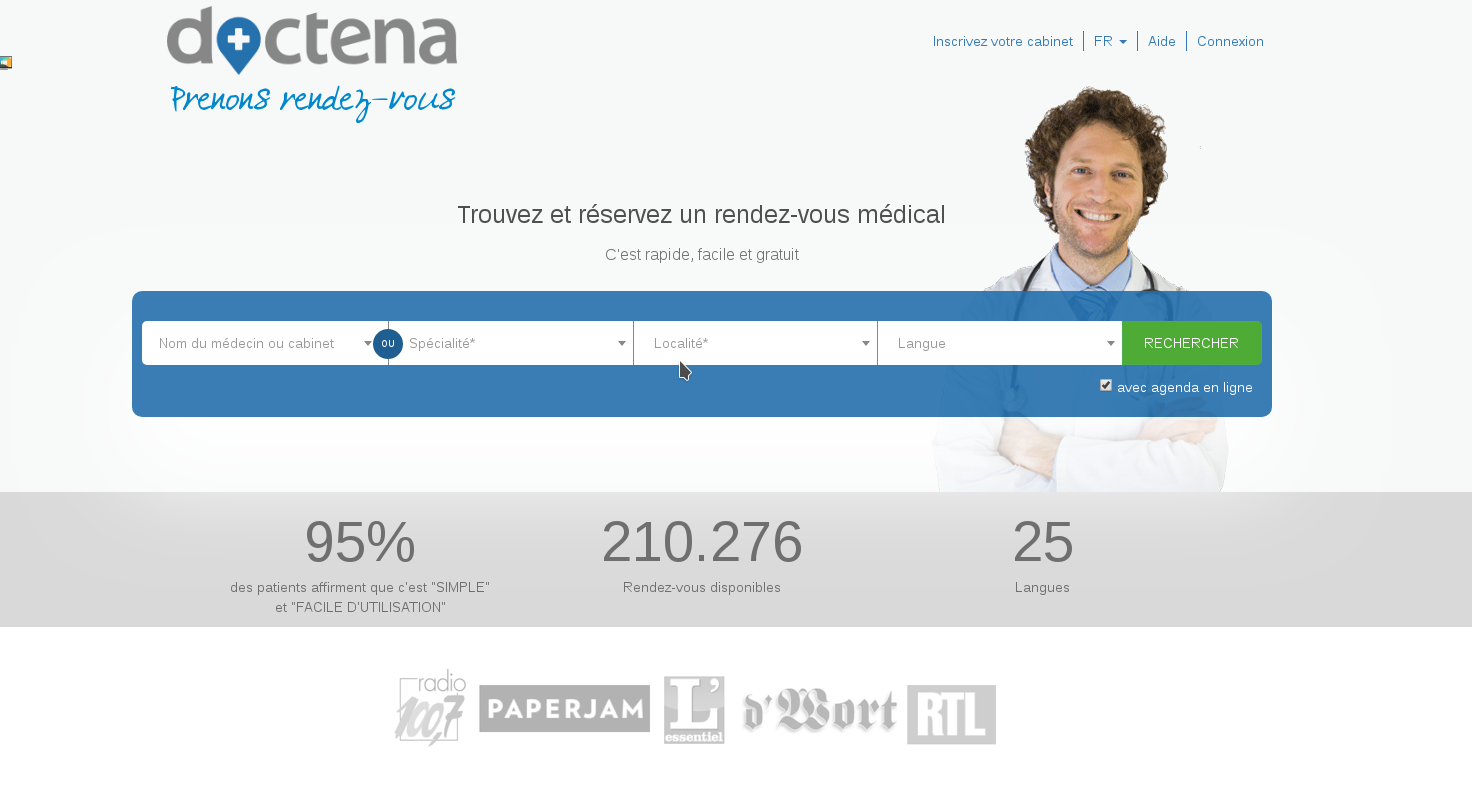 doctena
Prenons rendez-vous
Inscrivez votre cabinet
FR
Aide
Connexion
Trouvez et réservez un rendez-vous médical
C'est rapide, facile et gratuit
Nom du médecin ou cabinet
OU
Spécialité*
Localité*
Langue
RECHERCHER
avec agenda en ligne
95%
des patients affirment que c'est "SIMPLE"
et "FACILE D'UTILISATION"
210.276
Rendez-vous disponibles
25
Langues
radio
100,7
PAPERJAM
L'
essentiel
d'Wort
RTL